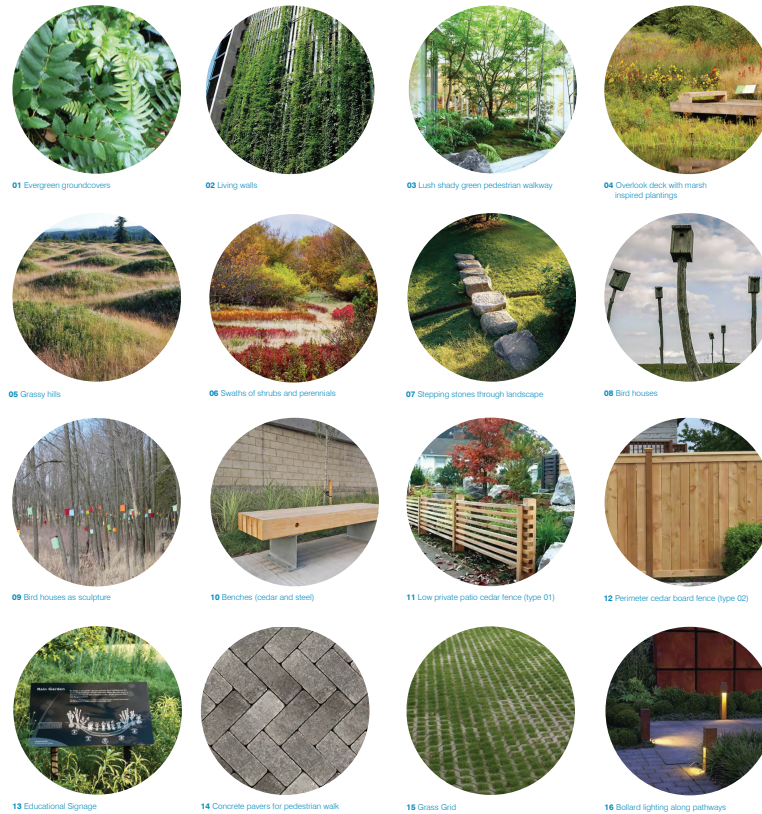 01 Evergreen groundcovers
02 Living walls
03 Lush shady green pedestrian walkway
04 Overlook deck with marsh
inspired plantings
05 Grassy hills
06 Swaths of shrubs and perennials
07 Stepping stones through landscape
08 Bird houses
09 Bird houses as sculpture
10 Benches (cedar and steel)
11 Low private patio cedar fence (type 01)
12 Perimeter cedar board fence (type 02)
Rain Garden
13 Educational Signage
14 Concrete pavers for pedestrian walk
15 Grass Grid
16 Bollard lighting along pathways